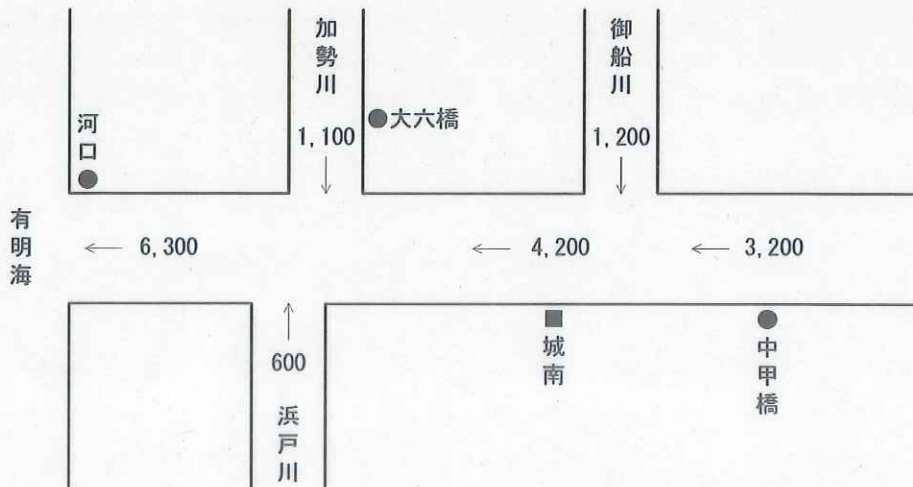 加勢川
1,100
大六橋
御船川
1,200
河口
有明海
← 6,300
← 4,200
← 3,200
600
浜戸川
城南
中甲橋